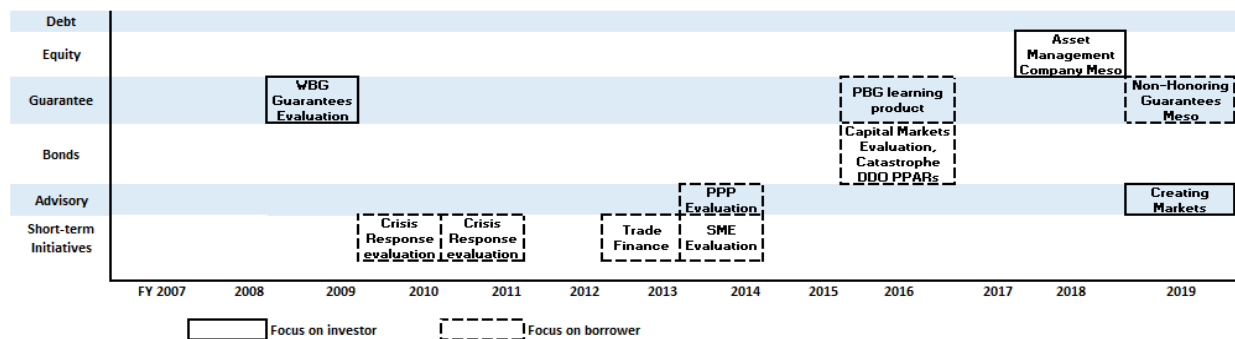 Debt
Equity
Asset
Management
Company Meso
Guarantee
WBG
Guarantees
Evaluation
PBG learning
product
Non-Honoring
Guarantees
Meso
Bonds
Capital Markets
Evaluation,
Catastrophe
DDO PPARs
Advisory
PPP
Evaluation
Creating
Markets
Short-term
Initiatives
Crisis
Response
evaluation
Crisis
Response
evaluation
Trade
Finance
SME
Evaluation
FY 2007 2008 2009 2010 2011 2012 2013 2014 2015 2016 2017 2018 2019
Focus on investor
Focus on borrower